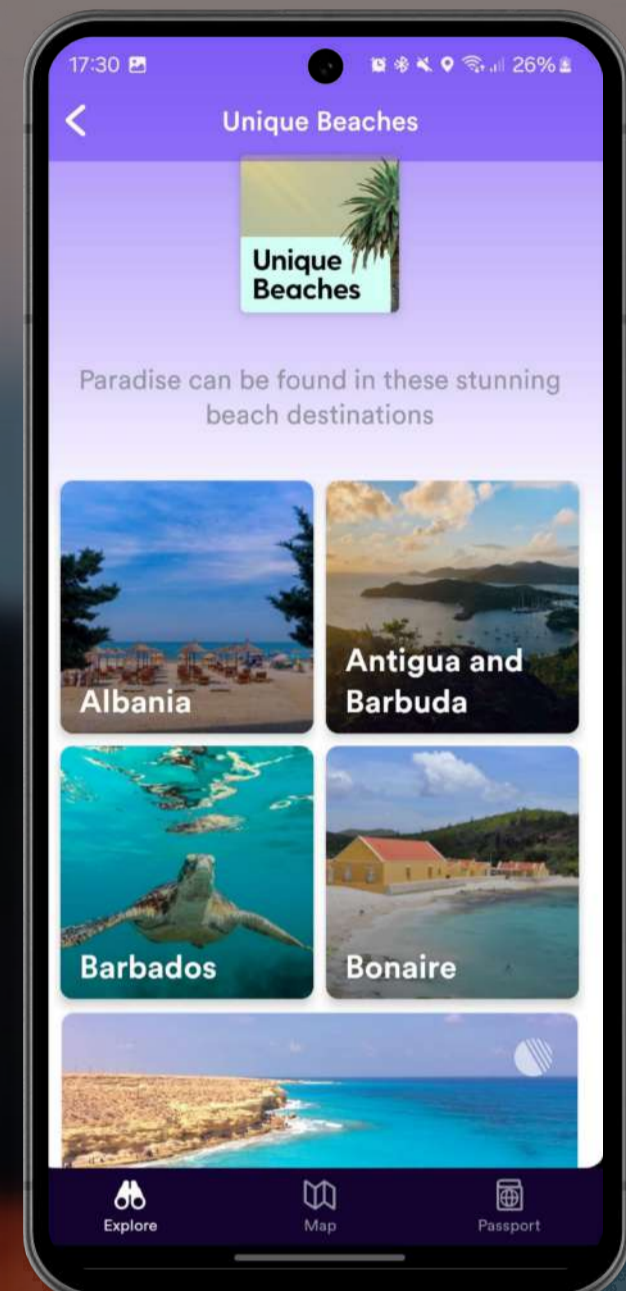 17:30
26%
Unique Beaches
Unique
Beaches
Paradise can be found in these stunning
beach destinations
Albania
Antigua and
Barbuda
Barbados
Bonaire
Explore
Map
Passport